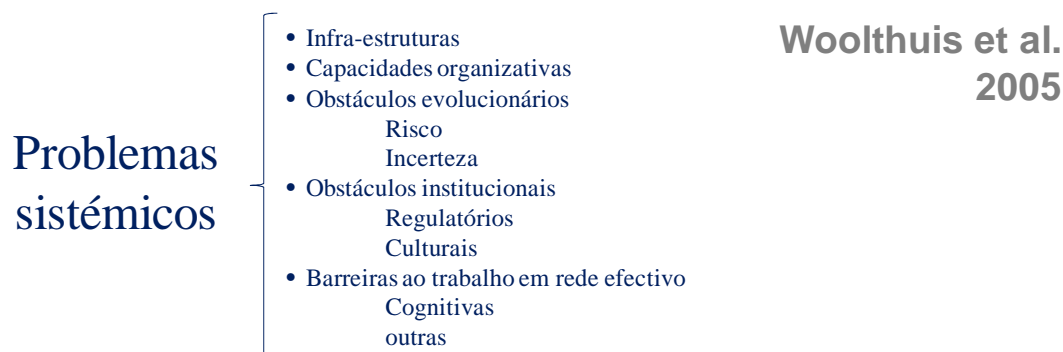 Woolthuis et al.
2005
Problemas
sistémicos
• Infra-estruturas
• Capacidades organizativas
• Obstáculos evolucionários
Risco
Incerteza
• Obstáculos institucionais
Regulatórios
Culturais
• Barreiras ao trabalho em rede efectivo
Cognitivas
outras